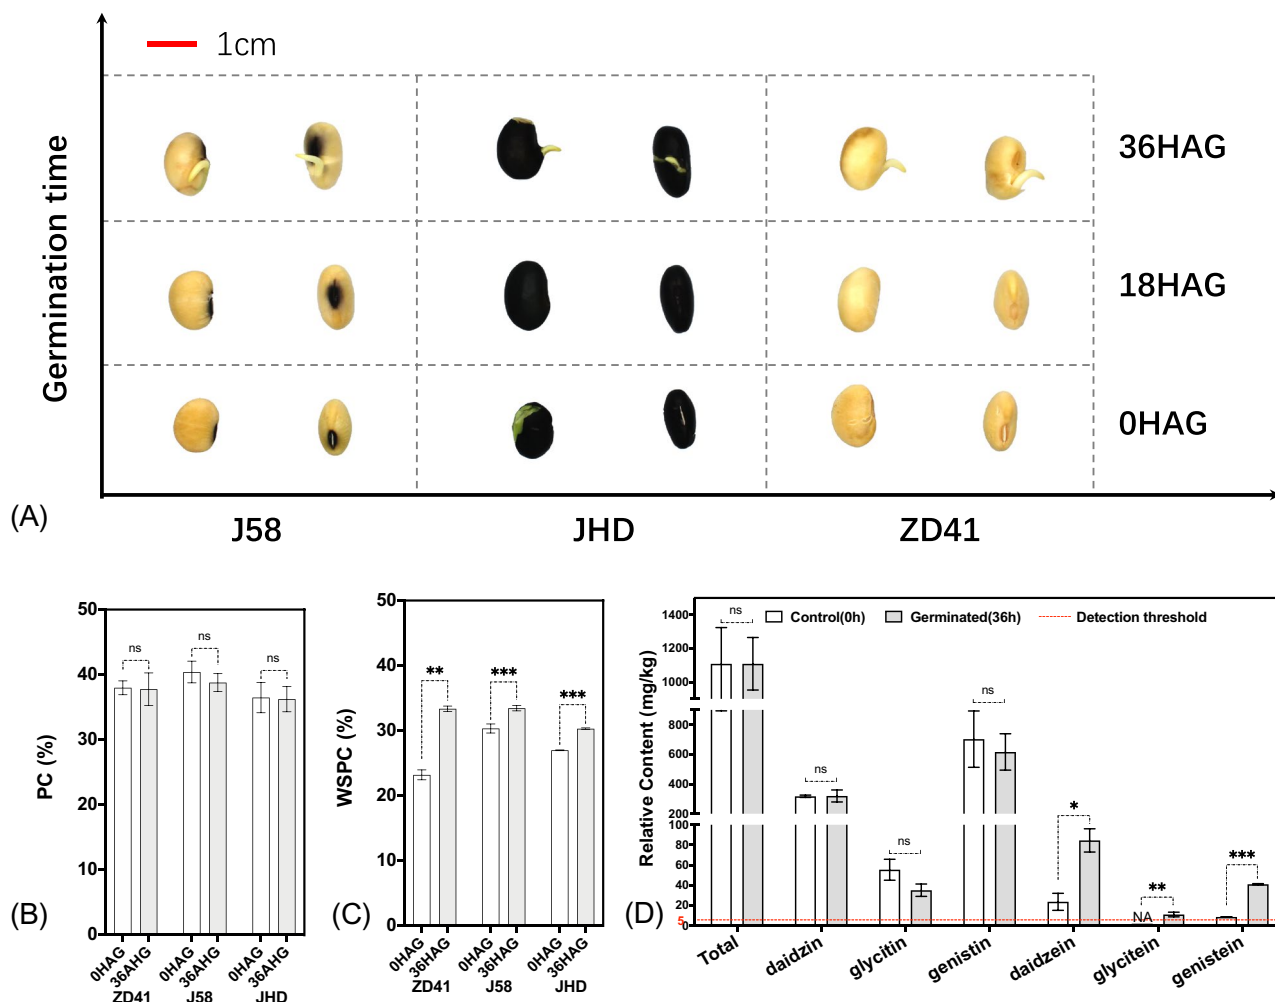 1cm
Germination time
36HAG
18HAG
0HAG
(A)
J58 JHD ZD41
50
40
30
20
10
0
PC (%)
ns ns ns
0HAG 36AHG 0HAG 36AHG 0HAG 36AHG
ZD41 J58 JHD
(B)
50
40
30
20
10
0
WSPC (%)
** *** ***
0HAG 36HAG 0HAG 36HAG 0HAG 36HAG
ZD41 J58 JHD
(C)
Control(0h) Germinated(36h) Detection threshold
1400
1200
1000
800
600
400
200
100
80
60
40
20
5
0
Relative Content (mg/kg)
ns ns ns ns * ** ***
NA
Total daidzin glycitin genistin daidzein glycitein genistein
(D)